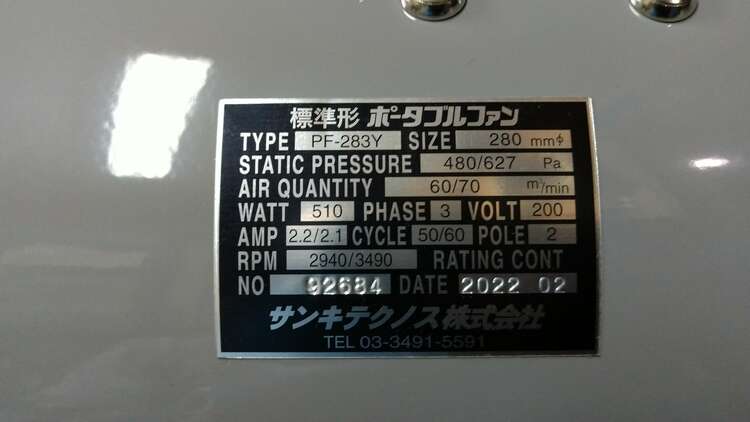 標準形 ポータブルファン
TYPE PF-283Y SIZE 280 mmφ
STATIC PRESSURE 480/627 Pa
AIR QUANTITY 60/70 m³/min
WATT 510 PHASE 3 VOLT 200
AMP 2.2/2.1 CYCLE 50/60 POLE 2
RPM 2940/3490 RATING CONT
NO 92684 DATE 2022 02
サンキテクノス株式会社
TEL 03-3491-5591